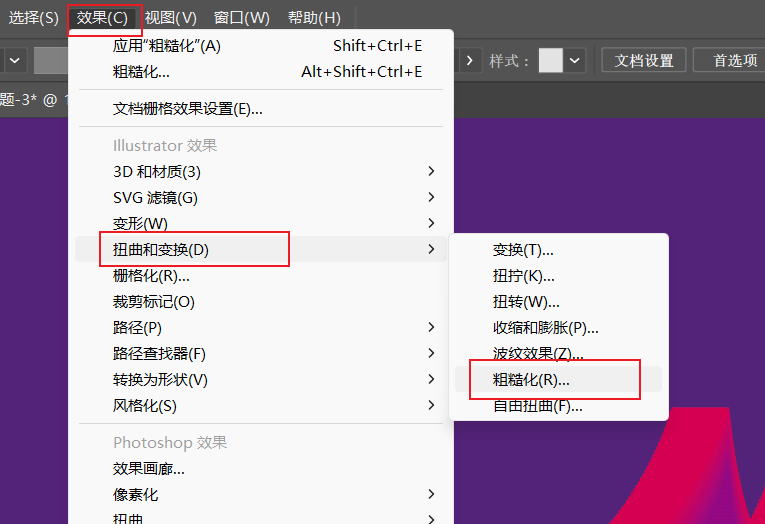 选择(S) 效果(C) 视图(V) 窗口(W) 帮助(H)
应用“粗糙化”(A) Shift+Ctrl+E
粗糙化... Alt+Shift+Ctrl+E
样式：
文档设置
首选项
题-3* @
文档栅格效果设置(E)...
Illustrator 效果
3D 和材质(3)
SVG 滤镜(G)
变形(W)
扭曲和变换(D)
栅格化(R)...
裁剪标记(O)
路径(P)
路径查找器(F)
转换为形状(V)
风格化(S)
Photoshop 效果
效果画廊...
像素化
扭曲
变换(T)...
扭拧(K)...
扭转(W)...
收缩和膨胀(P)...
波纹效果(Z)...
粗糙化(R)...
自由扭曲(F)...